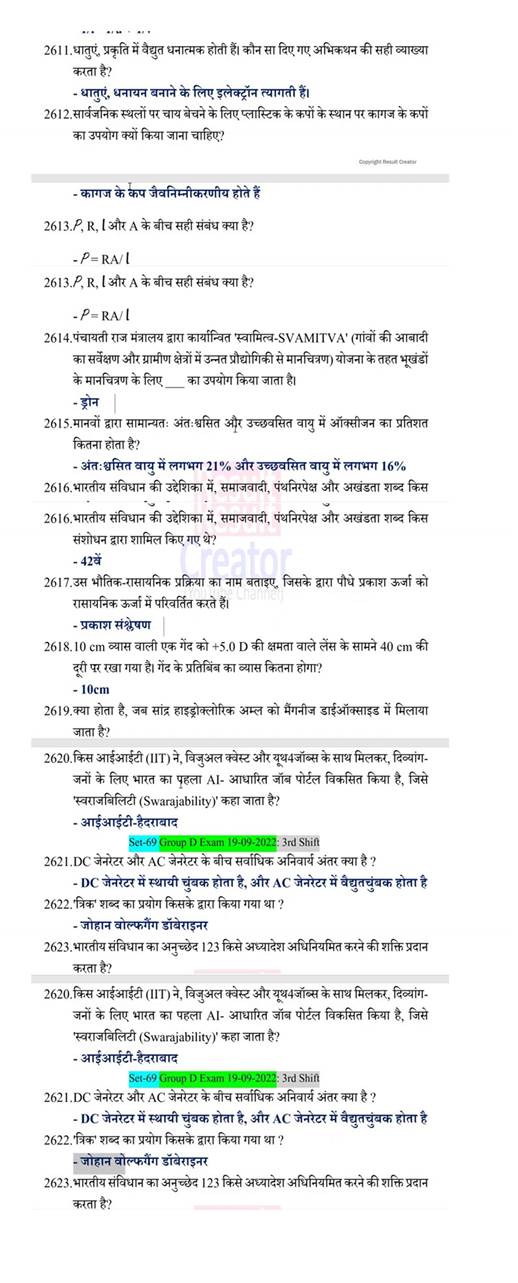 2611.धातुएं, प्रकृति में वैद्युत धनात्मक होती हैं। कौन सा दिए गए अभिकथन की सही व्याख्या
करता है?
- धातुएं, धनायन बनाने के लिए इलेक्ट्रॉन त्यागती हैं।
2612.सार्वजनिक स्थलों पर चाय बेचने के लिए प्लास्टिक के कपों के स्थान पर कागज के कपों
का उपयोग क्यों किया जाना चाहिए?
Copyright Result Creator
- कागज के कप जैवनिम्नीकरणीय होते हैं
2613.P, R, l और A के बीच सही संबंध क्या है?
- P = RA/ l
2613.P, R, l और A के बीच सही संबंध क्या है?
- P = RA/ l
2614.पंचायती राज मंत्रालय द्वारा कार्यान्वित 'स्वामित्व-SVAMITVA' (गांवों की आबादी
का सर्वेक्षण और ग्रामीण क्षेत्रों में उन्नत प्रौद्योगिकी से मानचित्रण) योजना के तहत भूखंडों
के मानचित्रण के लिए ___ का उपयोग किया जाता है।
- ड्रोन
2615.मानवों द्वारा सामान्यतः अंतःश्वसित और उच्छवसित वायु में ऑक्सीजन का प्रतिशत
कितना होता है?
- अंतःश्वसित वायु में लगभग 21% और उच्छवसित वायु में लगभग 16%
2616.भारतीय संविधान की उद्देशिका में, समाजवादी, पंथनिरपेक्ष और अखंडता शब्द किस
2616.भारतीय संविधान की उद्देशिका में, समाजवादी, पंथनिरपेक्ष और अखंडता शब्द किस
संशोधन द्वारा शामिल किए गए थे?
- 42वें
Result
Result
Creator
(YouTube Channel)
2617.उस भौतिक-रासायनिक प्रक्रिया का नाम बताइए, जिसके द्वारा पौधे प्रकाश ऊर्जा को
रासायनिक ऊर्जा में परिवर्तित करते हैं।
- प्रकाश संश्लेषण
2618.10 cm व्यास वाली एक गेंद को +5.0 D की क्षमता वाले लेंस के सामने 40 cm की
दूरी पर रखा गया है। गेंद के प्रतिबिंब का व्यास कितना होगा?
- 10cm
2619.क्या होता है, जब सांद्र हाइड्रोक्लोरिक अम्ल को मैंगनीज डाईऑक्साइड में मिलाया
जाता है?
2620.किस आईआईटी (IIT) ने, विजुअल क्वेस्ट और यूथ4जॉब्स के साथ मिलकर, दिव्यांग-
जनों के लिए भारत का पहला AI- आधारित जॉब पोर्टल विकसित किया है, जिसे
'स्वराजबिलिटी (Swarajability)' कहा जाता है?
- आईआईटी-हैदराबाद
Set-69 Group D Exam 19-09-2022: 3rd Shift
2621.DC जेनरेटर और AC जेनरेटर के बीच सर्वाधिक अनिवार्य अंतर क्या है ?
- DC जेनरेटर में स्थायी चुंबक होता है, और AC जेनरेटर में वैद्युतचुंबक होता है
2622.'त्रिक' शब्द का प्रयोग किसके द्वारा किया गया था ?
- जोहान वोल्फगैंग डॉबेराइनर
2623.भारतीय संविधान का अनुच्छेद 123 किसे अध्यादेश अधिनियमित करने की शक्ति प्रदान
करता है?
2620.किस आईआईटी (IIT) ने, विजुअल क्वेस्ट और यूथ4जॉब्स के साथ मिलकर, दिव्यांग-
जनों के लिए भारत का पहला AI- आधारित जॉब पोर्टल विकसित किया है, जिसे
'स्वराजबिलिटी (Swarajability)' कहा जाता है?
- आईआईटी-हैदराबाद
Set-69 Group D Exam 19-09-2022: 3rd Shift
2621.DC जेनरेटर और AC जेनरेटर के बीच सर्वाधिक अनिवार्य अंतर क्या है ?
- DC जेनरेटर में स्थायी चुंबक होता है, और AC जेनरेटर में वैद्युतचुंबक होता है
2622.'त्रिक' शब्द का प्रयोग किसके द्वारा किया गया था ?
- जोहान वोल्फगैंग डॉबेराइनर
2623.भारतीय संविधान का अनुच्छेद 123 किसे अध्यादेश अधिनियमित करने की शक्ति प्रदान
करता है?